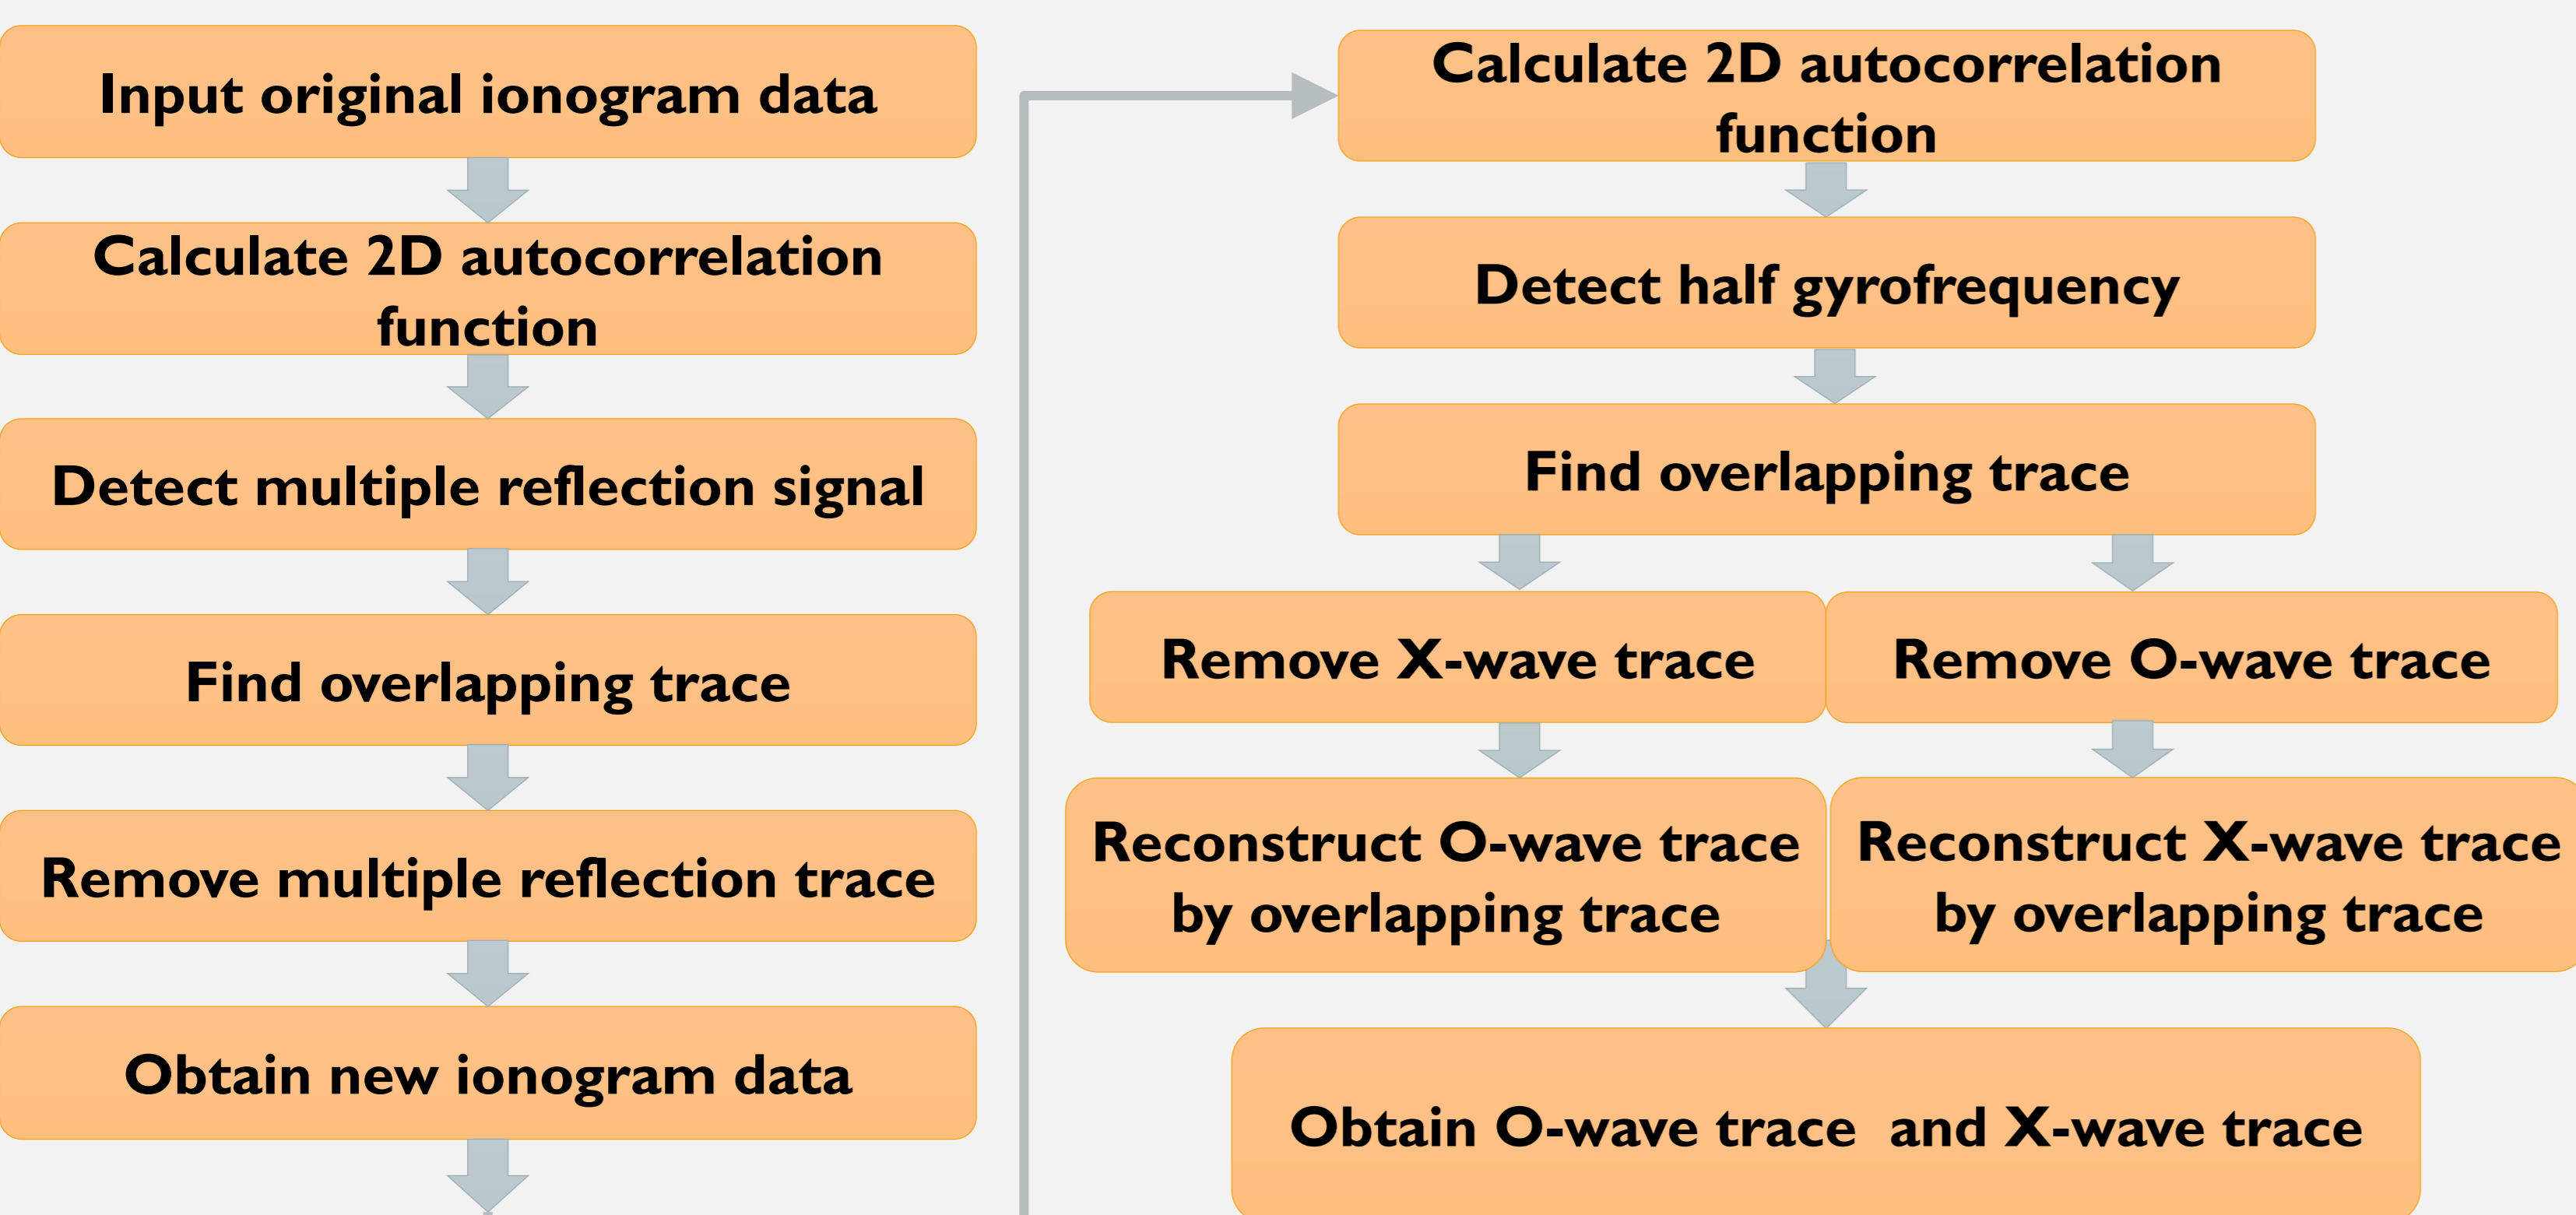 Input original ionogram data
Calculate 2D autocorrelation
function
Detect multiple reflection signal
Find overlapping trace
Remove multiple reflection trace
Obtain new ionogram data
Calculate 2D autocorrelation
function
Detect half gyrofrequency
Find overlapping trace
Remove X-wave trace
Remove O-wave trace
Reconstruct O-wave trace
by overlapping trace
Reconstruct X-wave trace
by overlapping trace
Obtain O-wave trace  and X-wave trace